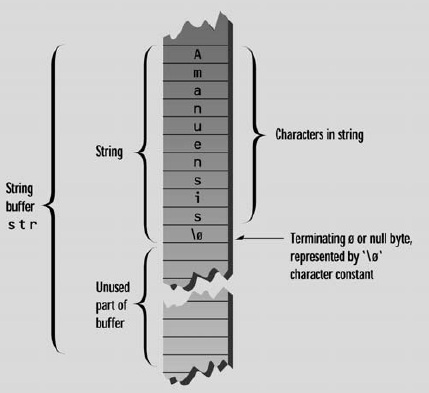 A
m
a
n
u
e
n
s
i
s
\ø
String
buffer
str
String
Unused
part of
buffer
Characters in string
Terminating ø or null byte,
represented by '\ø'
character constant